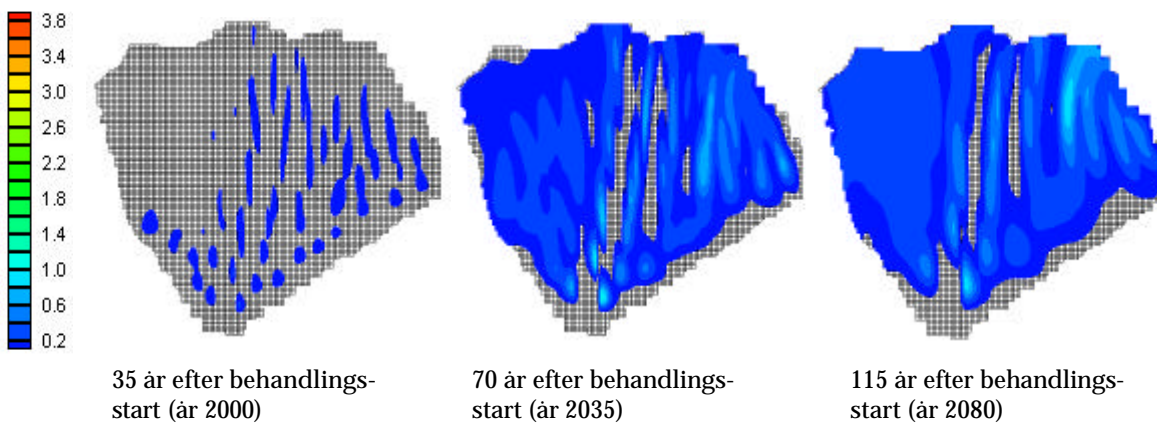 3.8
3.4
3.0
2.6
2.2
1.8
1.4
1.0
0.6
0.2
35 år efter behandlings-
start (år 2000)
70 år efter behandlings-
start (år 2035)
115 år efter behandlings-
start (år 2080)